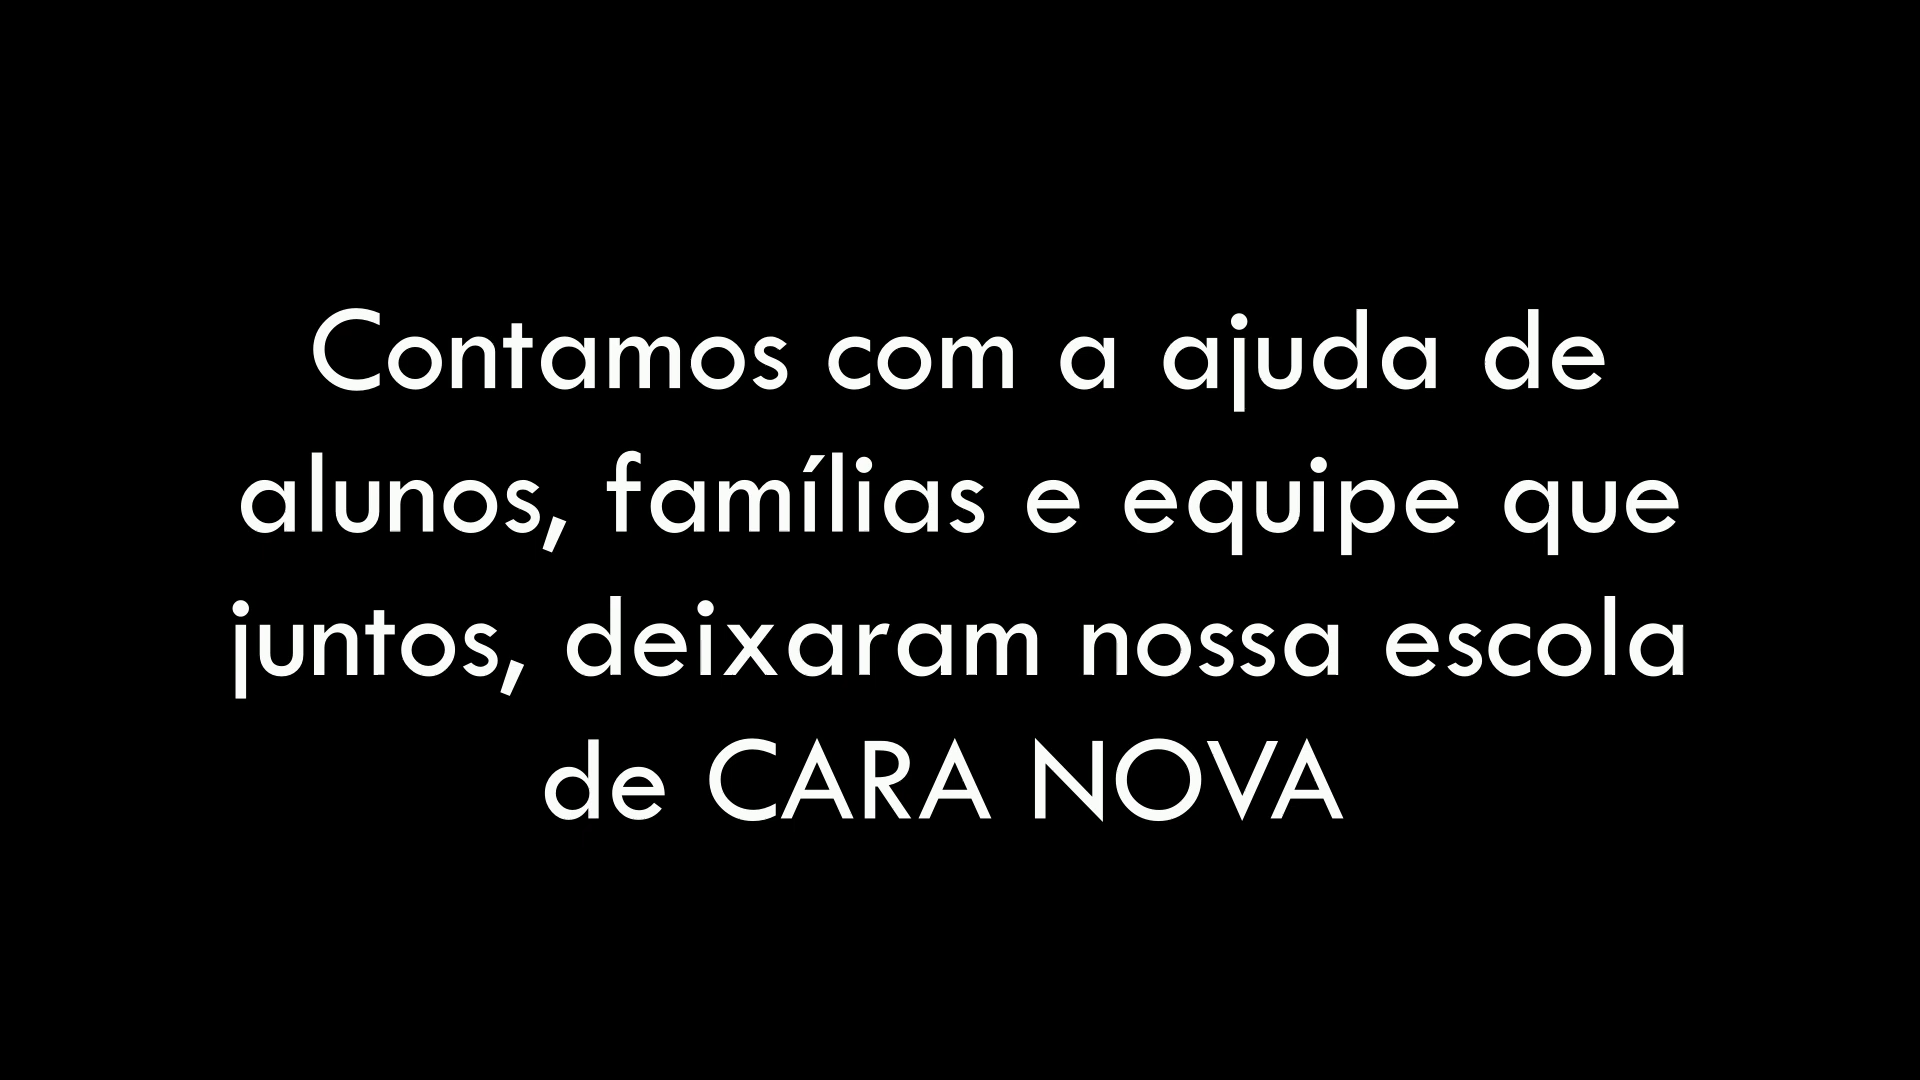 Contamos com a ajuda de
alunos, famílias e equipe que
juntos, deixaram nossa escola
de CARA NOVA